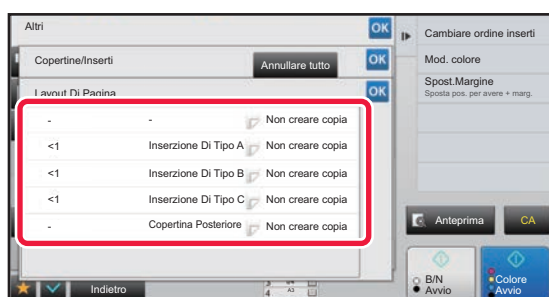 Altri
OK
Copertine/Inserti
Annullare tutto
OK
Layout Di Pagina
OK
-
-
Non creare copia
<1
Inserzione Di Tipo A
Non creare copia
<1
Inserzione Di Tipo B
Non creare copia
<1
Inserzione Di Tipo C
Non creare copia
-
Copertina Posteriore
Non creare copia
Indietro
4
A3
Cambiare ordine inserti
Mod. colore
Spost.Margine
Sposta pos. per avere + marg.
Anteprima
CA
B/N
Avvio
Colore
Avvio